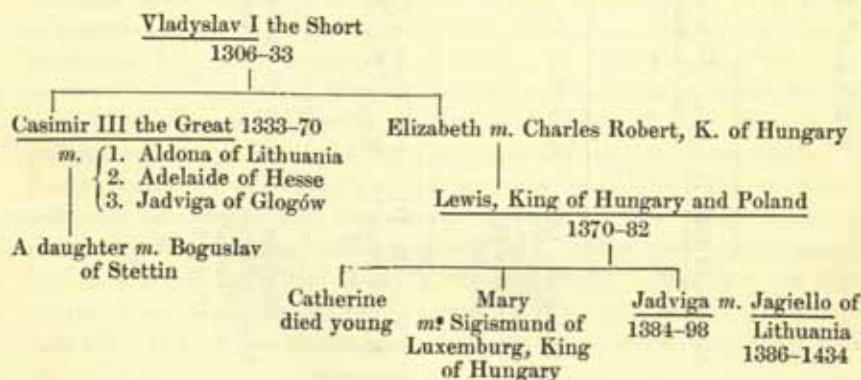 Vladyslav I the Short
1306–33
Casimir III the Great 1333–70
m. 1. Aldona of Lithuania
2. Adelaide of Hesse
3. Jadviga of Glogów
A daughter m. Boguslav
of Stettin
Elizabeth m. Charles Robert, K. of Hungary
Lewis, King of Hungary and Poland
1370–82
Catherine
died young
Mary
m. Sigismund of
Luxemburg, King
of Hungary
Jadviga m. Jagiello of
1384–98 Lithuania
1386–1434